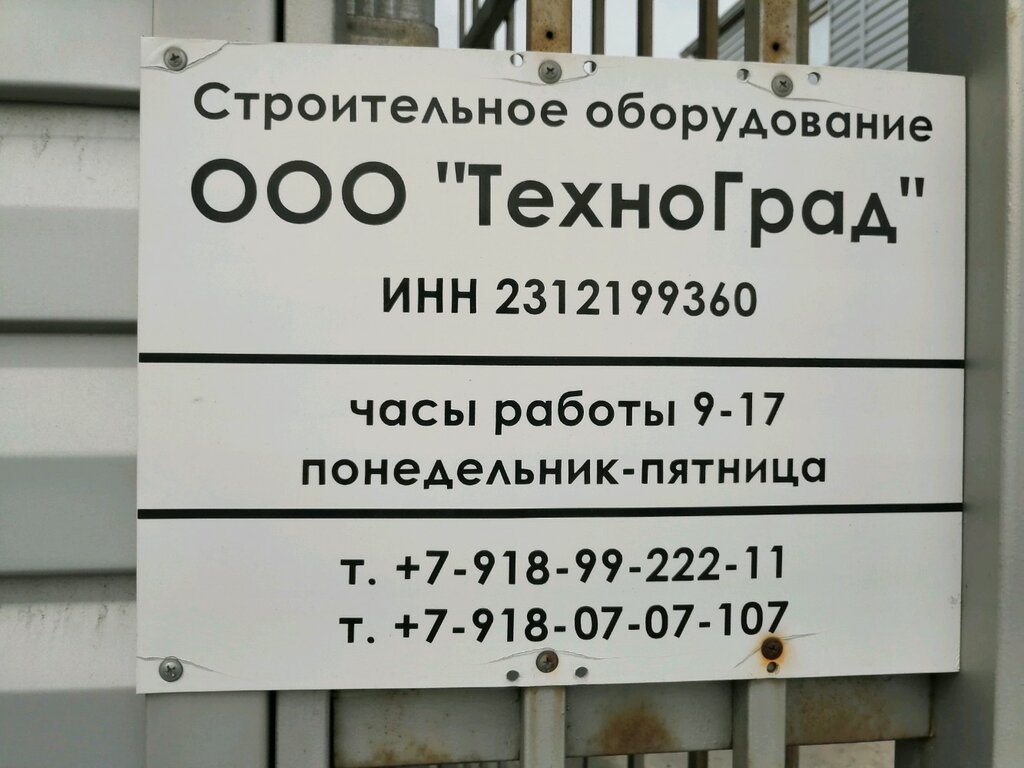 Строительное оборудование
ООО "ТехноГрад"
ИНН 2312199360
часы работы 9-17
понедельник-пятница
т. +7-918-99-222-11
т. +7-918-07-07-107